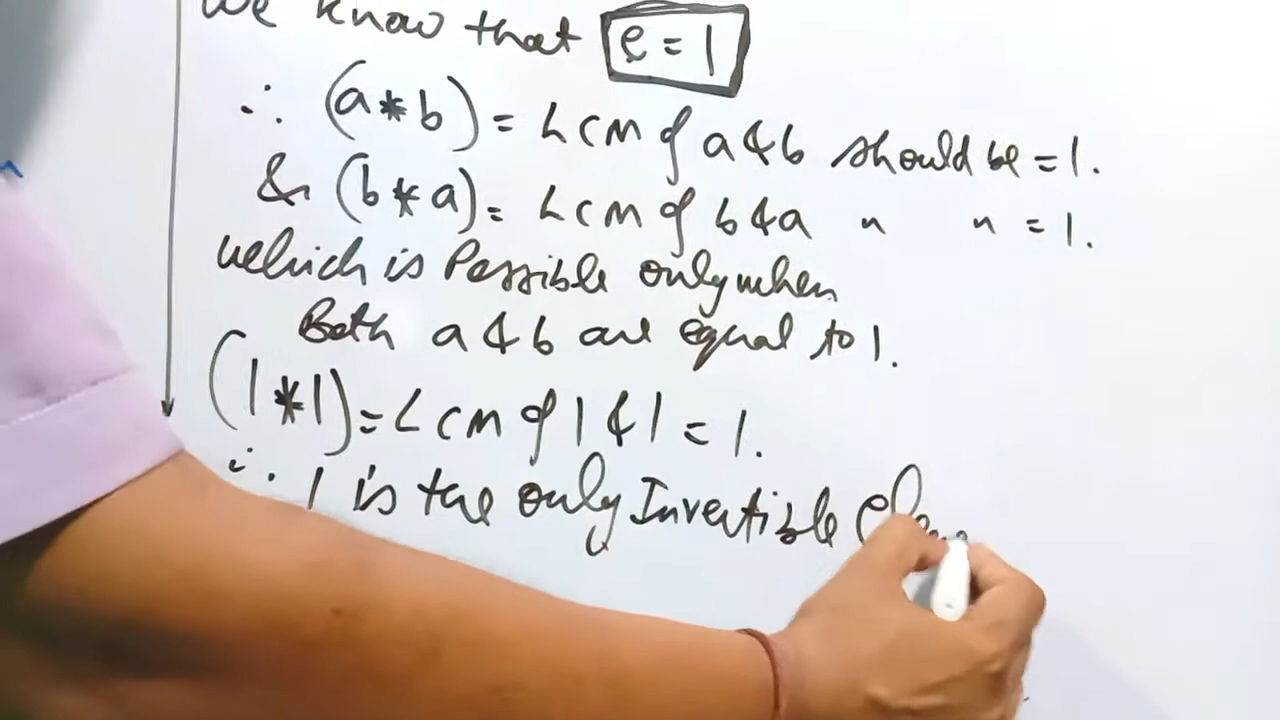 We know that e = 1
∴ (a * b) = LCM of a & b should be = 1.
& (b * a) = LCM of b & a " " = 1.
which is Possible only when
Both a & b are equal to 1.
(1 * 1) = LCM of 1 & 1 = 1.
∴ 1 is the only Invertible